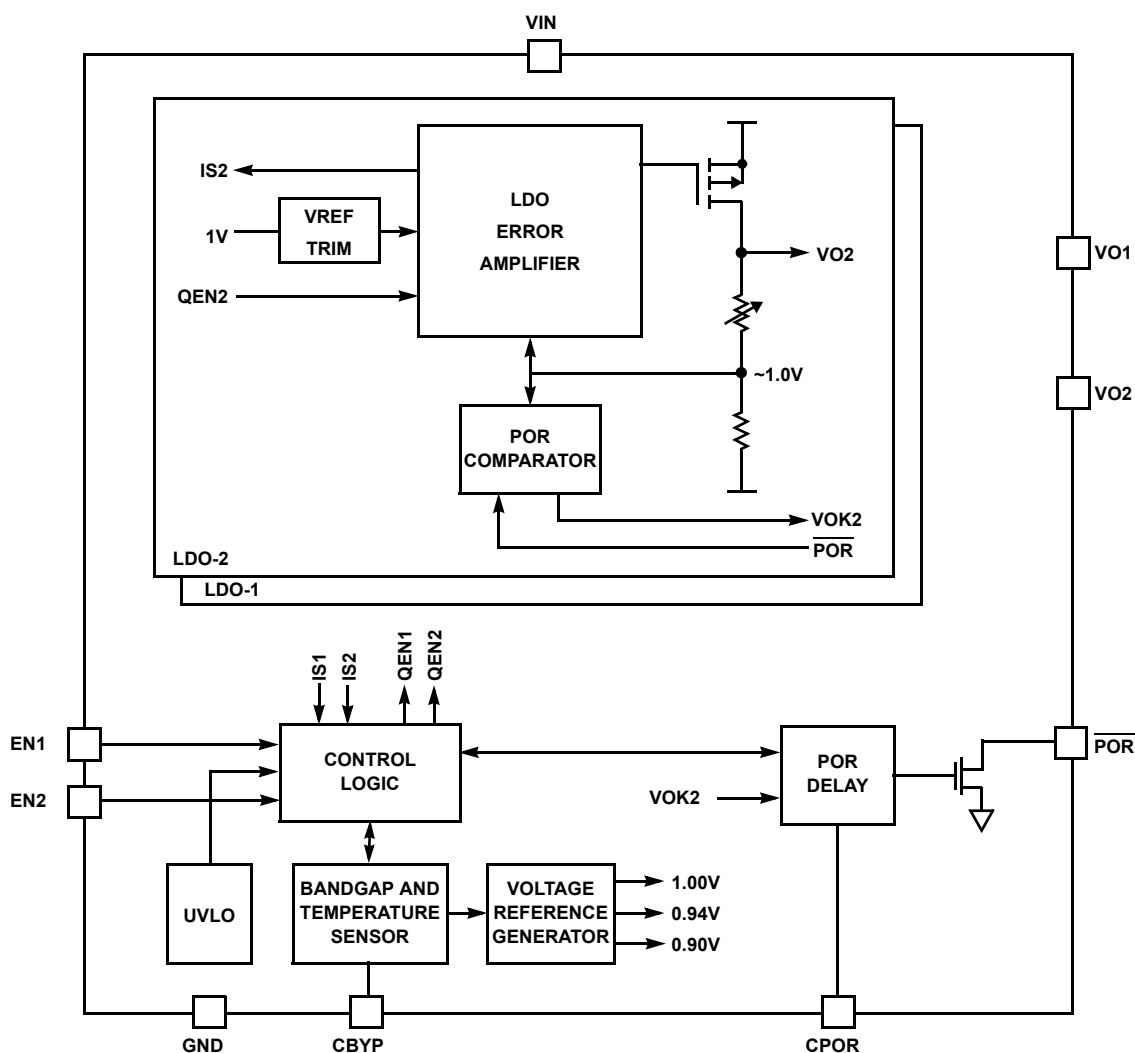 VIN
IS2
1V
VREF
TRIM
QEN2
LDO
ERROR
AMPLIFIER
VO2
~1.0V
POR
COMPARATOR
VOK2
POR
LDO-2
LDO-1
VO1
VO2
IS1
IS2
QEN1
QEN2
EN1
EN2
CONTROL
LOGIC
VOK2
POR
DELAY
POR
UVLO
BANDGAP AND
TEMPERATURE
SENSOR
VOLTAGE
REFERENCE
GENERATOR
1.00V
0.94V
0.90V
GND
CBYP
CPOR